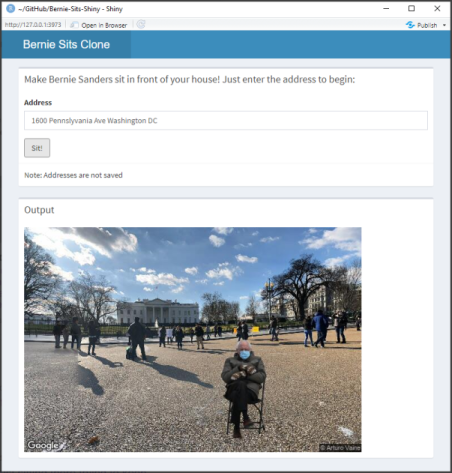 ~/GitHub/Bernie-Sits-Shiny - Shiny
http://127.0.0.1:3973 Open in Browser Publish
Bernie Sits Clone
Make Bernie Sanders sit in front of your house! Just enter the address to begin:
Address
1600 Pennslyvania Ave Washington DC
Sit!
Note: Addresses are not saved
Output
Google
© Arturo Vaine